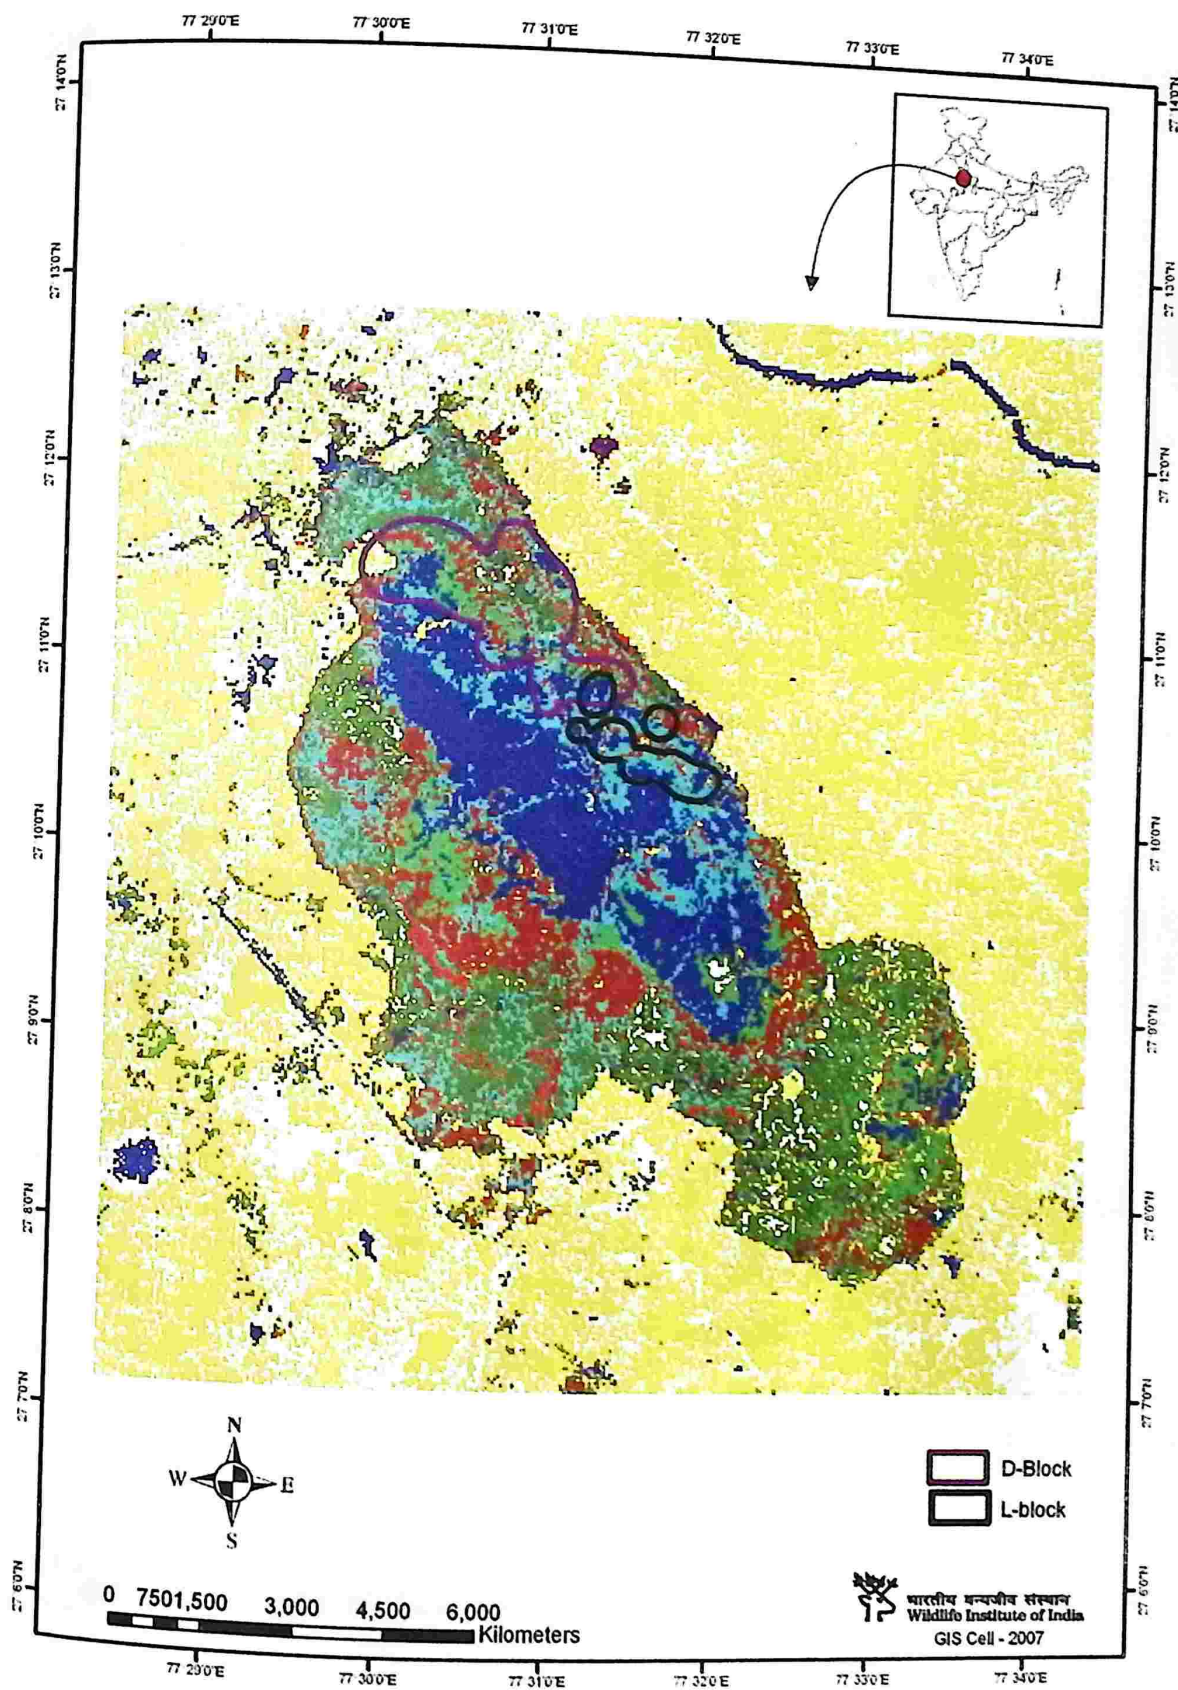 77 29'0"E 77 30'0"E 77 31'0"E 77 32'0"E 77 33'0"E 77 34'0"E
27 14'0"N 27 14'0"N
27 13'0"N 27 13'0"N
27 12'0"N 27 12'0"N
27 11'0"N 27 11'0"N
27 10'0"N 27 10'0"N
27 9'0"N 27 9'0"N
27 8'0"N 27 8'0"N
27 7'0"N 27 7'0"N
N
W E
S
D-Block
L-block
27 6'0"N 27 6'0"N
0 750 1,500 3,000 4,500 6,000
Kilometers
भारतीय वन्यजीव संस्थान
Wildlife Institute of India
GIS Cell - 2007
77 29'0"E 77 30'0"E 77 31'0"E 77 32'0"E 77 33'0"E 77 34'0"E